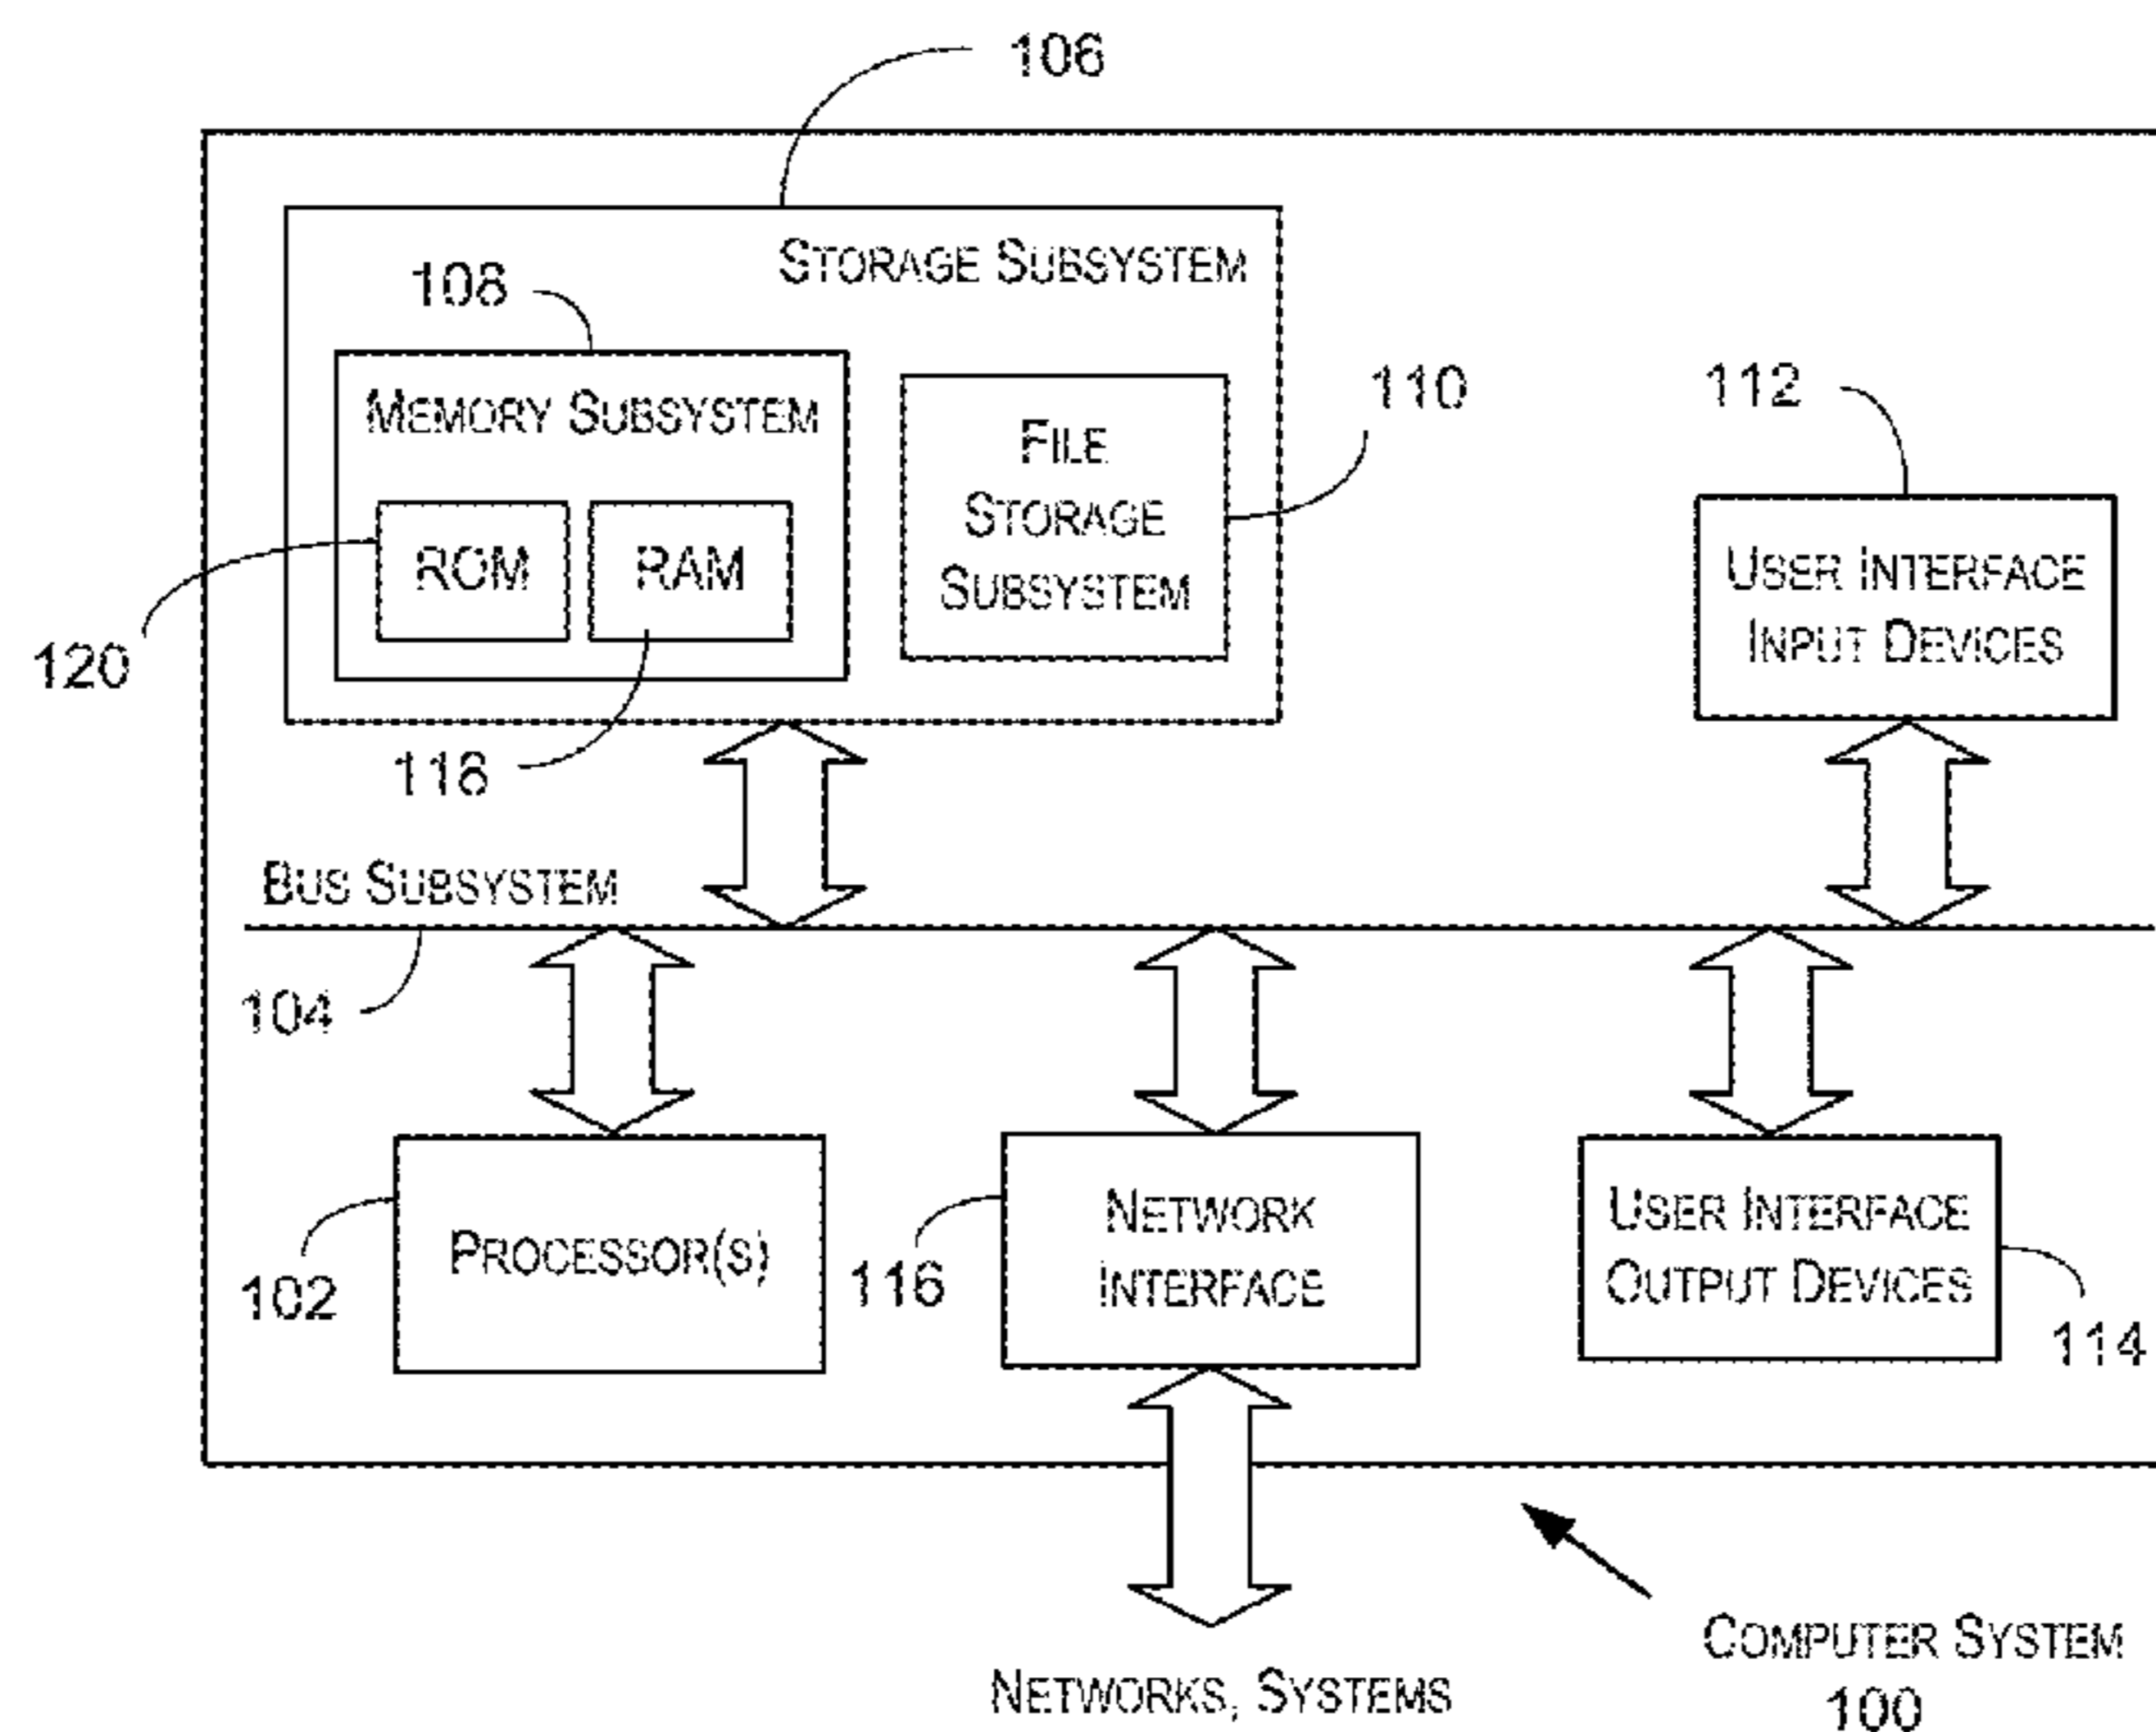 106
STORAGE SUBSYSTEM
108
MEMORY SUBSYSTEM
110
112
FILE
STORAGE
SUBSYSTEM
ROM
RAM
USER INTERFACE
INPUT DEVICES
120
118
BUS SUBSYSTEM
104
PROCESSOR(S)
102
NETWORK
INTERFACE
116
USER INTERFACE
OUTPUT DEVICES
114
COMPUTER SYSTEM
100
NETWORKS, SYSTEMS